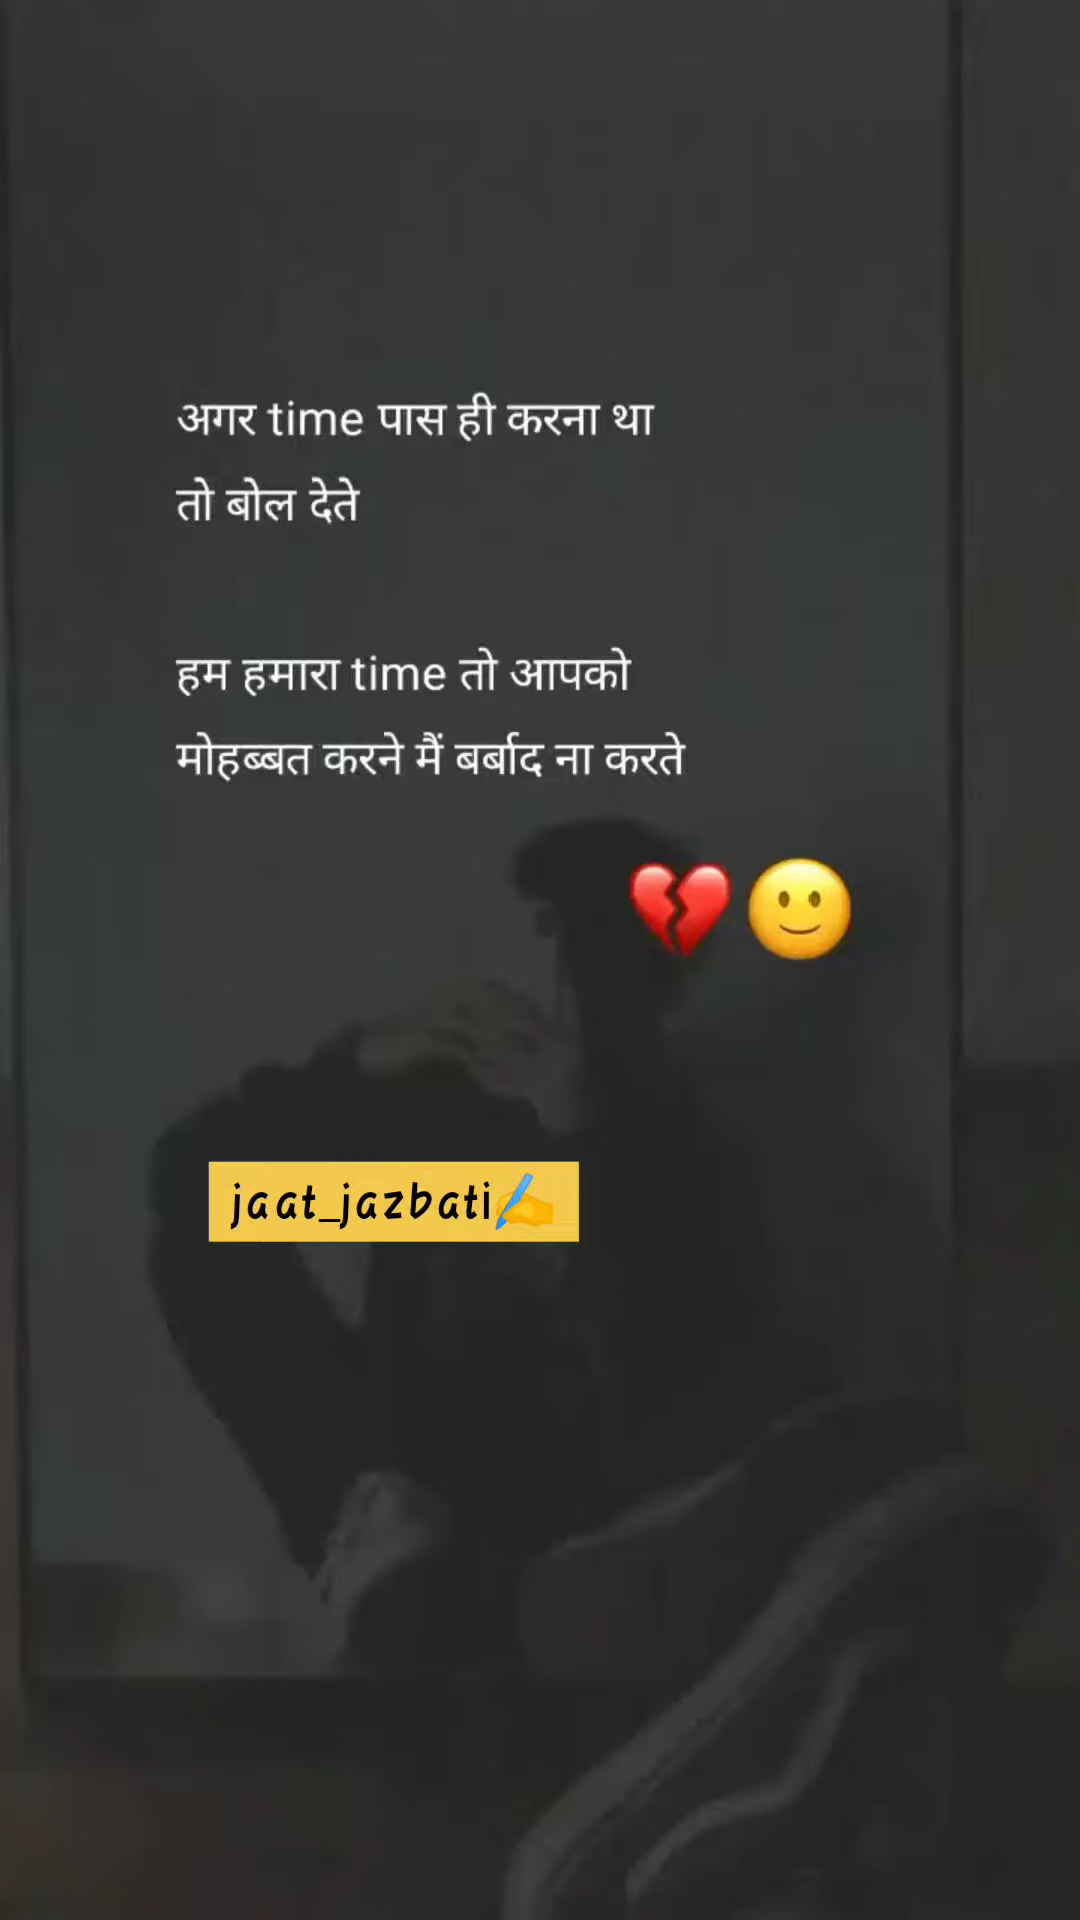 अगर time पास ही करना था
तो बोल देते
हम हमारा time तो आपको
मोहब्बत करने मैं बर्बाद ना करते
💔🙂
jaat_jazbati✍️